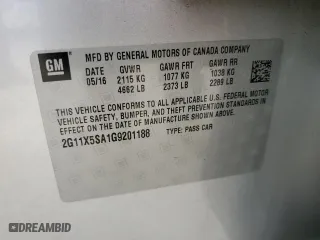 GM
MFD BY GENERAL MOTORS OF CANADA COMPANY
DATE GVWR GAWR FRT GAWR RR
05/16 2115 KG 1077 KG 1038 KG
4662 LB 2373 LB 2288 LB
THIS VEHICLE CONFORMS TO ALL APPLICABLE U.S. FEDERAL MOTOR
VEHICLE SAFETY, BUMPER, AND THEFT PREVENTION STANDARDS
IN EFFECT ON THE DATE OF MANUFACTURE SHOWN ABOVE.
2G11X5SA1G9201188 TYPE: PASS CAR
AUTOHELPERBOT.COM